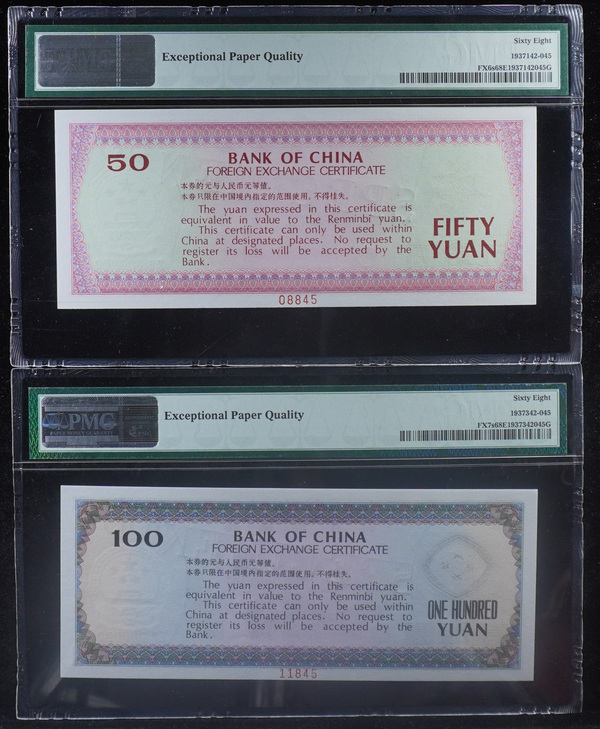 Exceptional Paper Quality
Sixty Eight
1937142-045
FX6s68E1937142045G
50
BANK OF CHINA
FOREIGN EXCHANGE CERTIFICATE
本券的元与人民币元等值。
本券只限在中国境内指定的范围使用，不得挂失。
The yuan expressed in this certificate is
equivalent in value to the Renminbi yuan.
This certificate can only be used within
China at designated places. No request to
register its loss will be accepted by the
Bank.
FIFTY
YUAN
08845
PMG
Exceptional Paper Quality
Sixty Eight
1937342-045
FX7s68E1937342045G
100
BANK OF CHINA
FOREIGN EXCHANGE CERTIFICATE
本券的元与人民币元等值。
本券只限在中国境内指定的范围使用，不得挂失。
The yuan expressed in this certificate is
equivalent in value to the Renminbi yuan.
This certificate can only be used within
China at designated places. No request to
register its loss will be accepted by the
Bank.
ONE HUNDRED
YUAN
11845